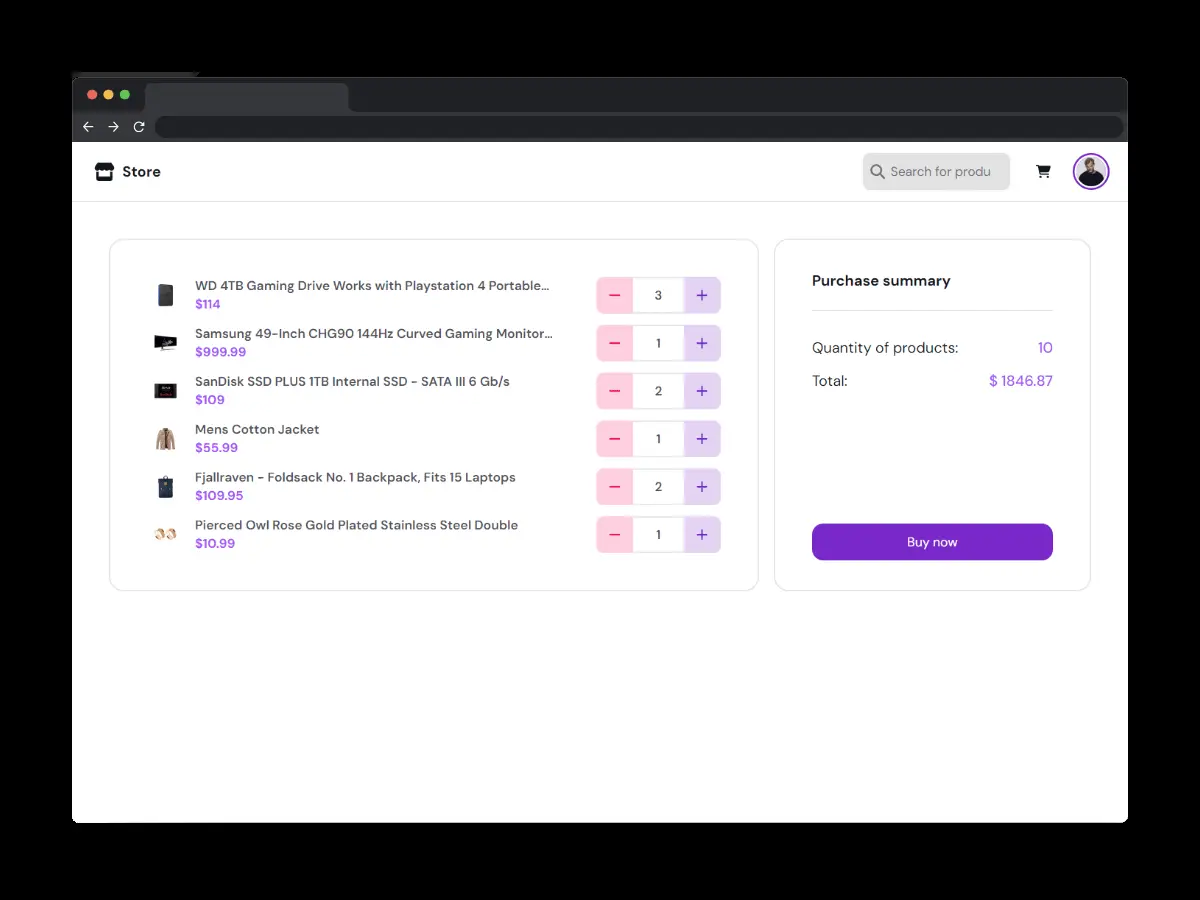 Store
Search for produ
WD 4TB Gaming Drive Works with Playstation 4 Portable...
$114
3
Samsung 49-Inch CHG90 144Hz Curved Gaming Monitor...
$999.99
1
SanDisk SSD PLUS 1TB Internal SSD - SATA III 6 Gb/s
$109
2
Mens Cotton Jacket
$55.99
1
Fjallraven - Foldsack No. 1 Backpack, Fits 15 Laptops
$109.95
2
Pierced Owl Rose Gold Plated Stainless Steel Double
$10.99
1
Purchase summary
Quantity of products: 10
Total: $ 1846.87
Buy now